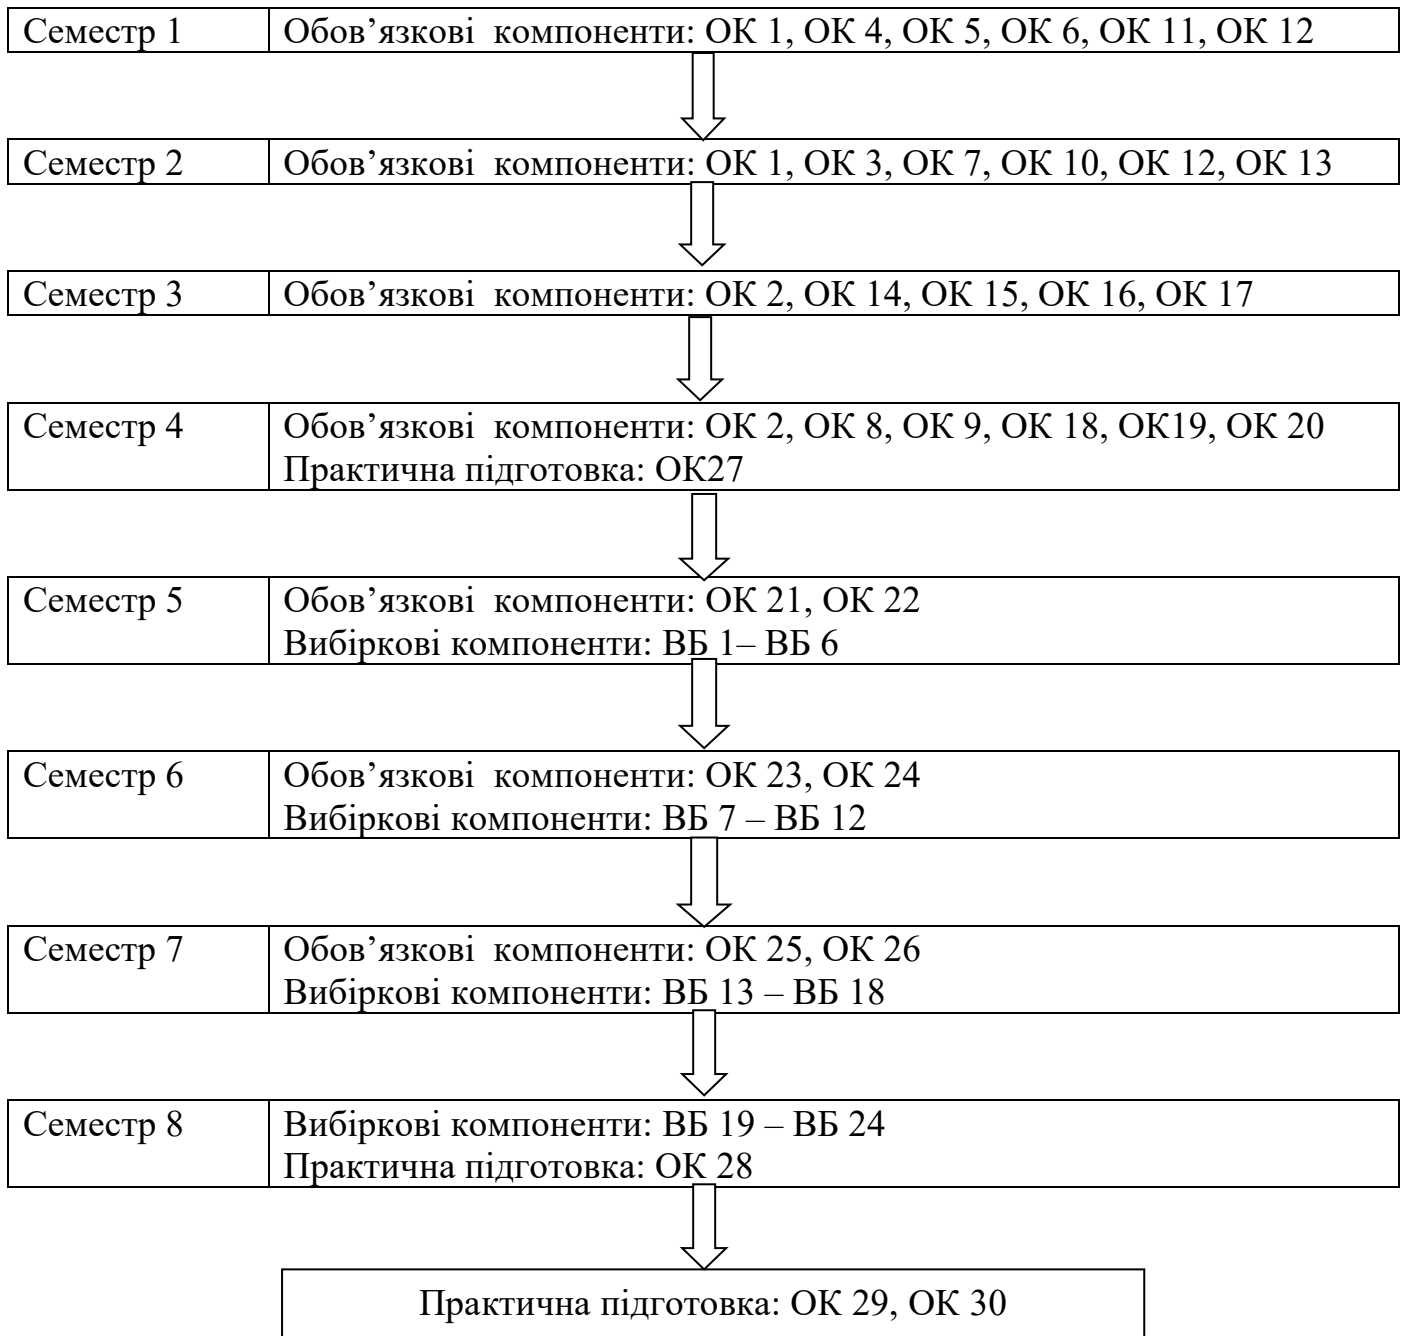 Семестр 1 Обов’язкові компоненти: ОК 1, ОК 4, ОК 5, ОК 6, ОК 11, ОК 12
Семестр 2 Обов’язкові компоненти: ОК 1, ОК 3, ОК 7, ОК 10, ОК 12, ОК 13
Семестр 3 Обов’язкові компоненти: ОК 2, ОК 14, ОК 15, ОК 16, ОК 17
Семестр 4 Обов’язкові компоненти: ОК 2, ОК 8, ОК 9, ОК 18, ОК19, ОК 20
Практична підготовка: ОК27
Семестр 5 Обов’язкові компоненти: ОК 21, ОК 22
Вибіркові компоненти: ВБ 1– ВБ 6
Семестр 6 Обов’язкові компоненти: ОК 23, ОК 24
Вибіркові компоненти: ВБ 7 – ВБ 12
Семестр 7 Обов’язкові компоненти: ОК 25, ОК 26
Вибіркові компоненти: ВБ 13 – ВБ 18
Семестр 8 Вибіркові компоненти: ВБ 19 – ВБ 24
Практична підготовка: ОК 28
Практична підготовка: ОК 29, ОК 30